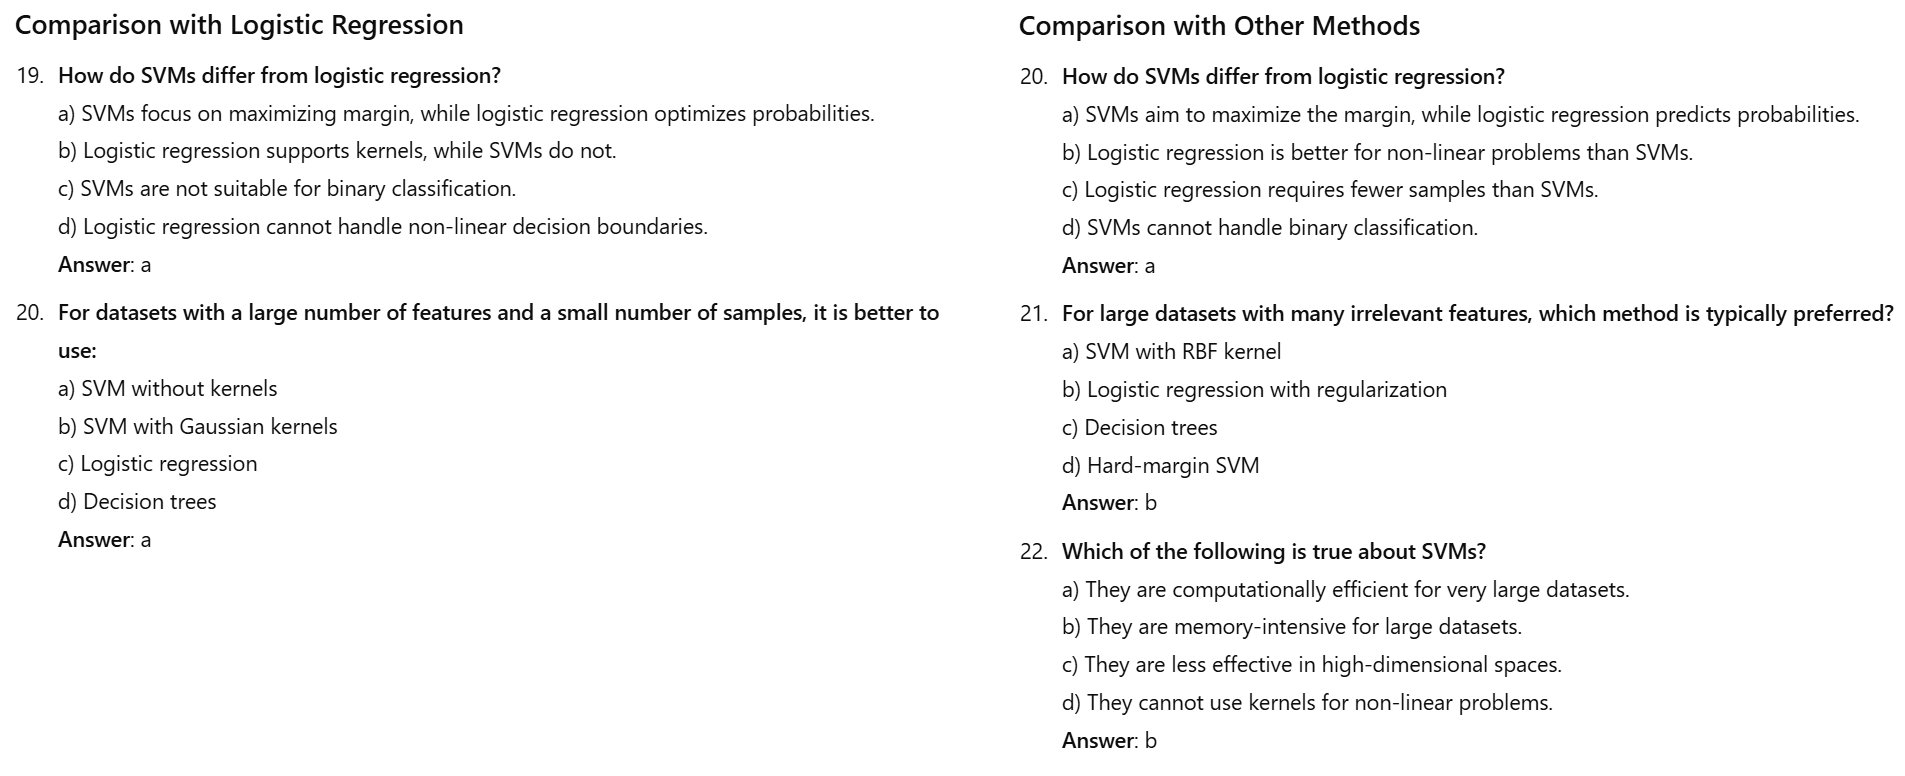 Comparison with Logistic Regression
19. How do SVMs differ from logistic regression?
a) SVMs focus on maximizing margin, while logistic regression optimizes probabilities.
b) Logistic regression supports kernels, while SVMs do not.
c) SVMs are not suitable for binary classification.
d) Logistic regression cannot handle non-linear decision boundaries.
Answer: a
20. For datasets with a large number of features and a small number of samples, it is better to
use:
a) SVM without kernels
b) SVM with Gaussian kernels
c) Logistic regression
d) Decision trees
Answer: a
Comparison with Other Methods
20. How do SVMs differ from logistic regression?
a) SVMs aim to maximize the margin, while logistic regression predicts probabilities.
b) Logistic regression is better for non-linear problems than SVMs.
c) Logistic regression requires fewer samples than SVMs.
d) SVMs cannot handle binary classification.
Answer: a
21. For large datasets with many irrelevant features, which method is typically preferred?
a) SVM with RBF kernel
b) Logistic regression with regularization
c) Decision trees
d) Hard-margin SVM
Answer: b
22. Which of the following is true about SVMs?
a) They are computationally efficient for very large datasets.
b) They are memory-intensive for large datasets.
c) They are less effective in high-dimensional spaces.
d) They cannot use kernels for non-linear problems.
Answer: b